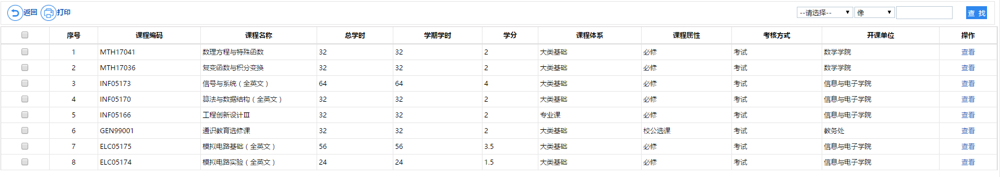 返回 打印 --请选择-- 像 查 找
序号 课程编码 课程名称 总学时 学期学时 学分 课程体系 课程属性 考核方式 开课单位 操作
1 MTH17041 数理方程与特殊函数 32 32 2 大类基础 必修 考试 数学学院 查看
2 MTH17036 复变函数与积分变换 32 32 2 大类基础 必修 考试 数学学院 查看
3 INF05173 信号与系统（全英文） 64 64 4 大类基础 必修 考试 信息与电子学院 查看
4 INF05170 算法与数据结构（全英文） 32 32 2 大类基础 必修 考试 信息与电子学院 查看
5 INF05166 工程创新设计Ⅲ 32 32 2 专业课 必修 考试 信息与电子学院 查看
6 GEN99001 通识教育选修课 32 32 2 大类基础 校公选课 考试 教务处 查看
7 ELC05175 模拟电路基础（全英文） 56 56 3.5 大类基础 必修 考试 信息与电子学院 查看
8 ELC05174 模拟电路实验（全英文） 24 24 1.5 大类基础 必修 考试 信息与电子学院 查看